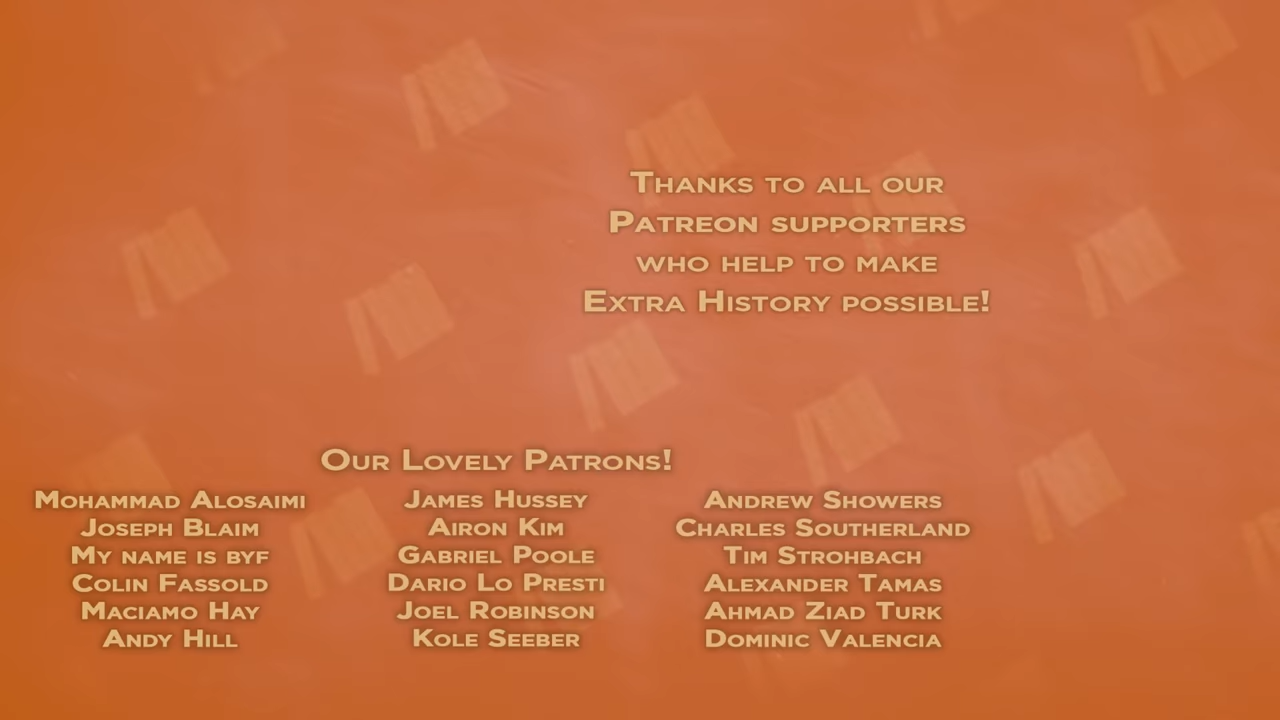 Thanks to all our
Patreon supporters
who help to make
Extra History possible!
Our Lovely Patrons!
Mohammad Alosaimi
Joseph Blaim
My name is byf
Colin Fassold
Maciamo Hay
Andy Hill
James Hussey
Airon Kim
Gabriel Poole
Dario Lo Presti
Joel Robinson
Kole Seeber
Andrew Showers
Charles Southerland
Tim Strohbach
Alexander Tamas
Ahmad Ziad Turk
Dominic Valencia